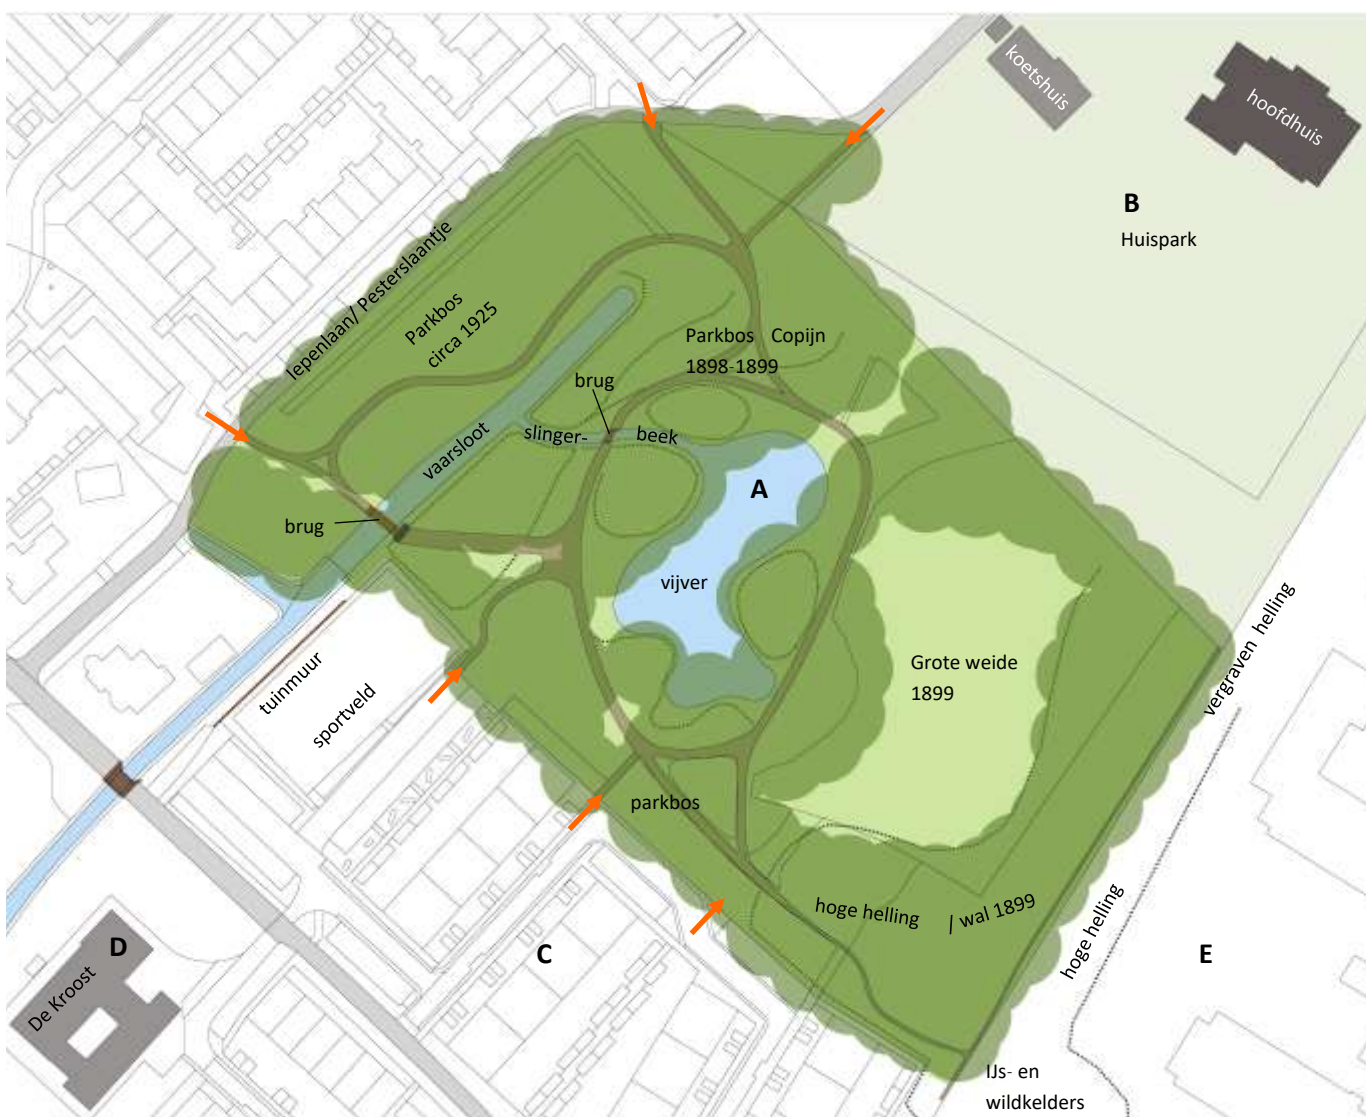 koetshuis
hoofdhuis
B
Huispark
Iepenlaan/ Pesterslaantje
Parkbos
circa 1925
Parkbos Copijn
1898-1899
brug
slinger- beek
vaarsloot
A
brug
vijver
Grote weide
1899
vergraven helling
tuinmuur
sportveld
parkbos
hoge helling / wal 1899
hoge helling
D
De Kroost
C
E
IJs- en
wildkelders